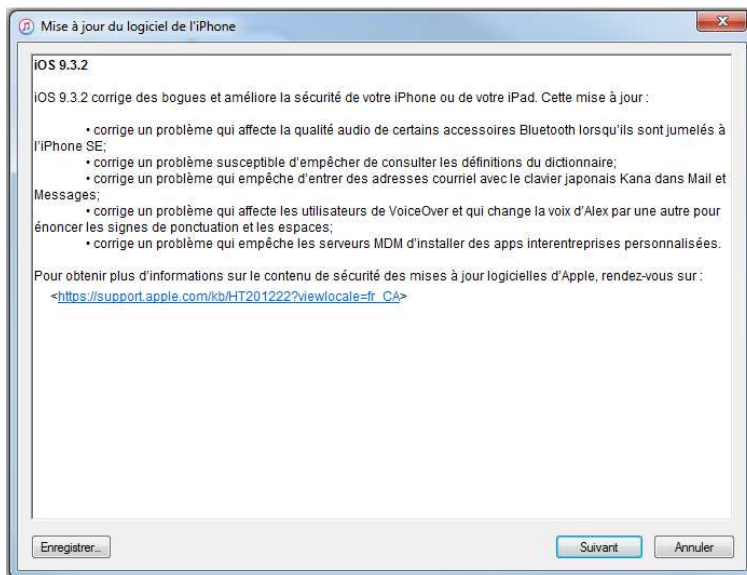 Mise à jour du logiciel de l'iPhone
iOS 9.3.2
iOS 9.3.2 corrige des bogues et améliore la sécurité de votre iPhone ou de votre iPad. Cette mise à jour :
• corrige un problème qui affecte la qualité audio de certains accessoires Bluetooth lorsqu'ils sont jumelés à
l'iPhone SE;
• corrige un problème susceptible d'empêcher de consulter les définitions du dictionnaire;
• corrige un problème qui empêche d'entrer des adresses courriel avec le clavier japonais Kana dans Mail et
Messages;
• corrige un problème qui affecte les utilisateurs de VoiceOver et qui change la voix d'Alex par une autre pour
énoncer les signes de ponctuation et les espaces;
• corrige un problème qui empêche les serveurs MDM d'installer des apps interentreprises personnalisées.
Pour obtenir plus d'informations sur le contenu de sécurité des mises à jour logicielles d'Apple, rendez-vous sur :
<https://support.apple.com/kb/HT201222?viewlocale=fr_CA>
Enregistrer... Suivant Annuler